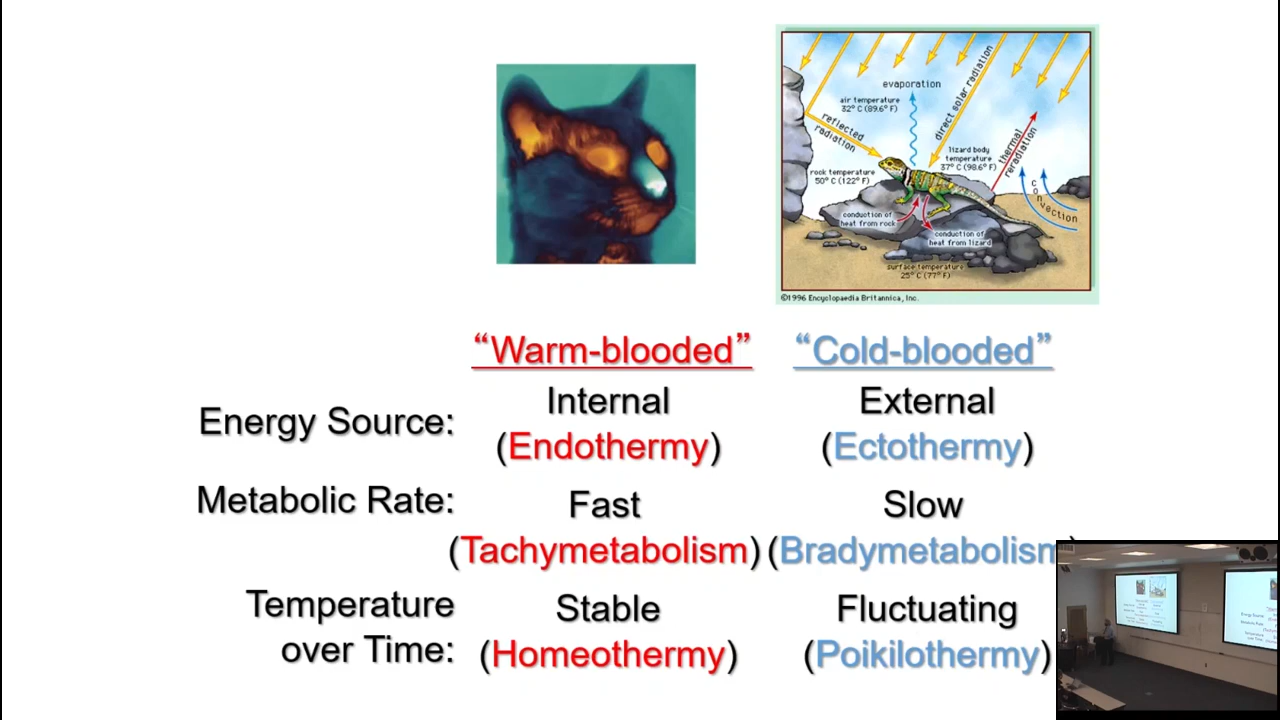 evaporation
air temperature
32° C (89.6° F)
direct solar radiation
reflected
radiation
lizard body
temperature
37° C (98.6° F)
thermal
reradiation
rock temperature
50° C (122° F)
convection
conduction of
heat from rock
conduction of
heat from lizard
surface temperature
25° C (77° F)
©1996 Encyclopaedia Britannica, Inc.
“Warm-blooded” “Cold-blooded”
Energy Source:
Internal External
(Endothermy) (Ectothermy)
Metabolic Rate:
Fast Slow
(Tachymetabolism) (Bradymetabolism)
Temperature
over Time:
Stable Fluctuating
(Homeothermy) (Poikilothermy)